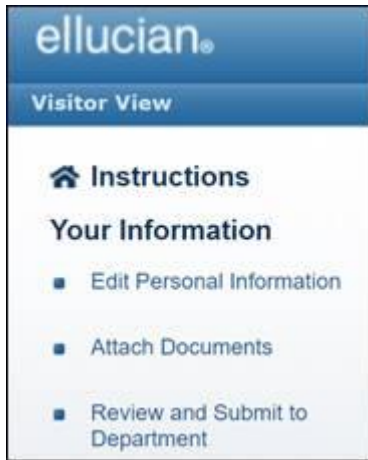 ellucian®
Visitor View
Instructions
Your Information
Edit Personal Information
Attach Documents
Review and Submit to
Department